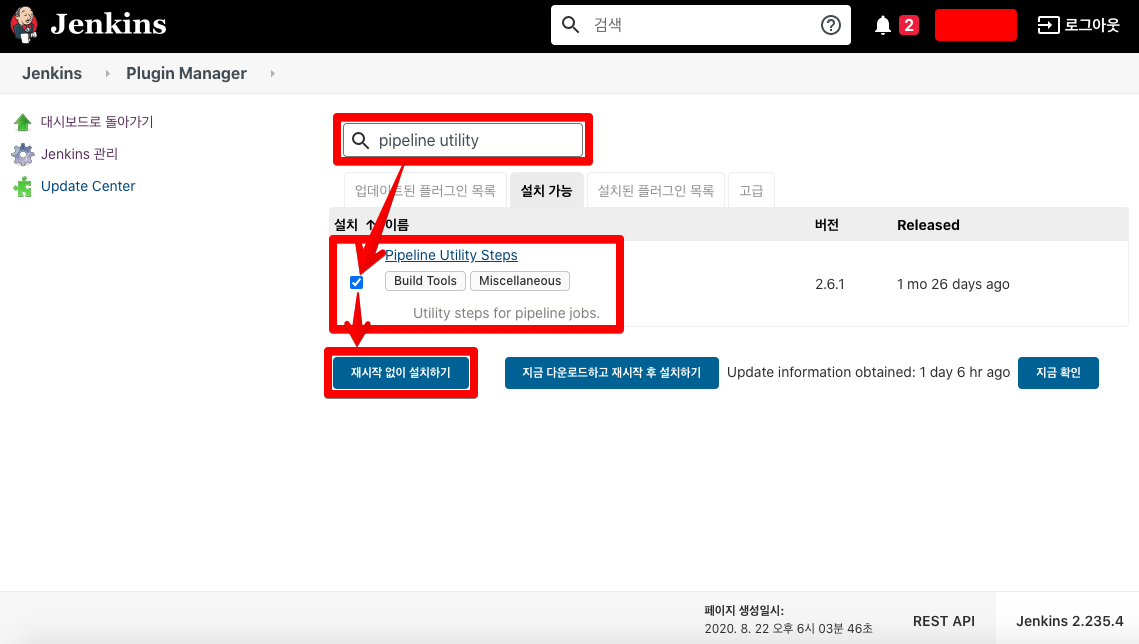 Jenkins
검색
2
로그아웃
Jenkins
Plugin Manager
대시보드로 돌아가기
Jenkins 관리
Update Center
pipeline utility
업데이트된 플러그인 목록
설치 가능
설치된 플러그인 목록
고급
설치 ↑ 이름
버전
Released
Pipeline Utility Steps
Build Tools
Miscellaneous
Utility steps for pipeline jobs.
2.6.1
1 mo 26 days ago
재시작 없이 설치하기
지금 다운로드하고 재시작 후 설치하기
Update information obtained: 1 day 6 hr ago
지금 확인
페이지 생성일시:
2020. 8. 22 오후 6시 03분 46초
REST API
Jenkins 2.235.4